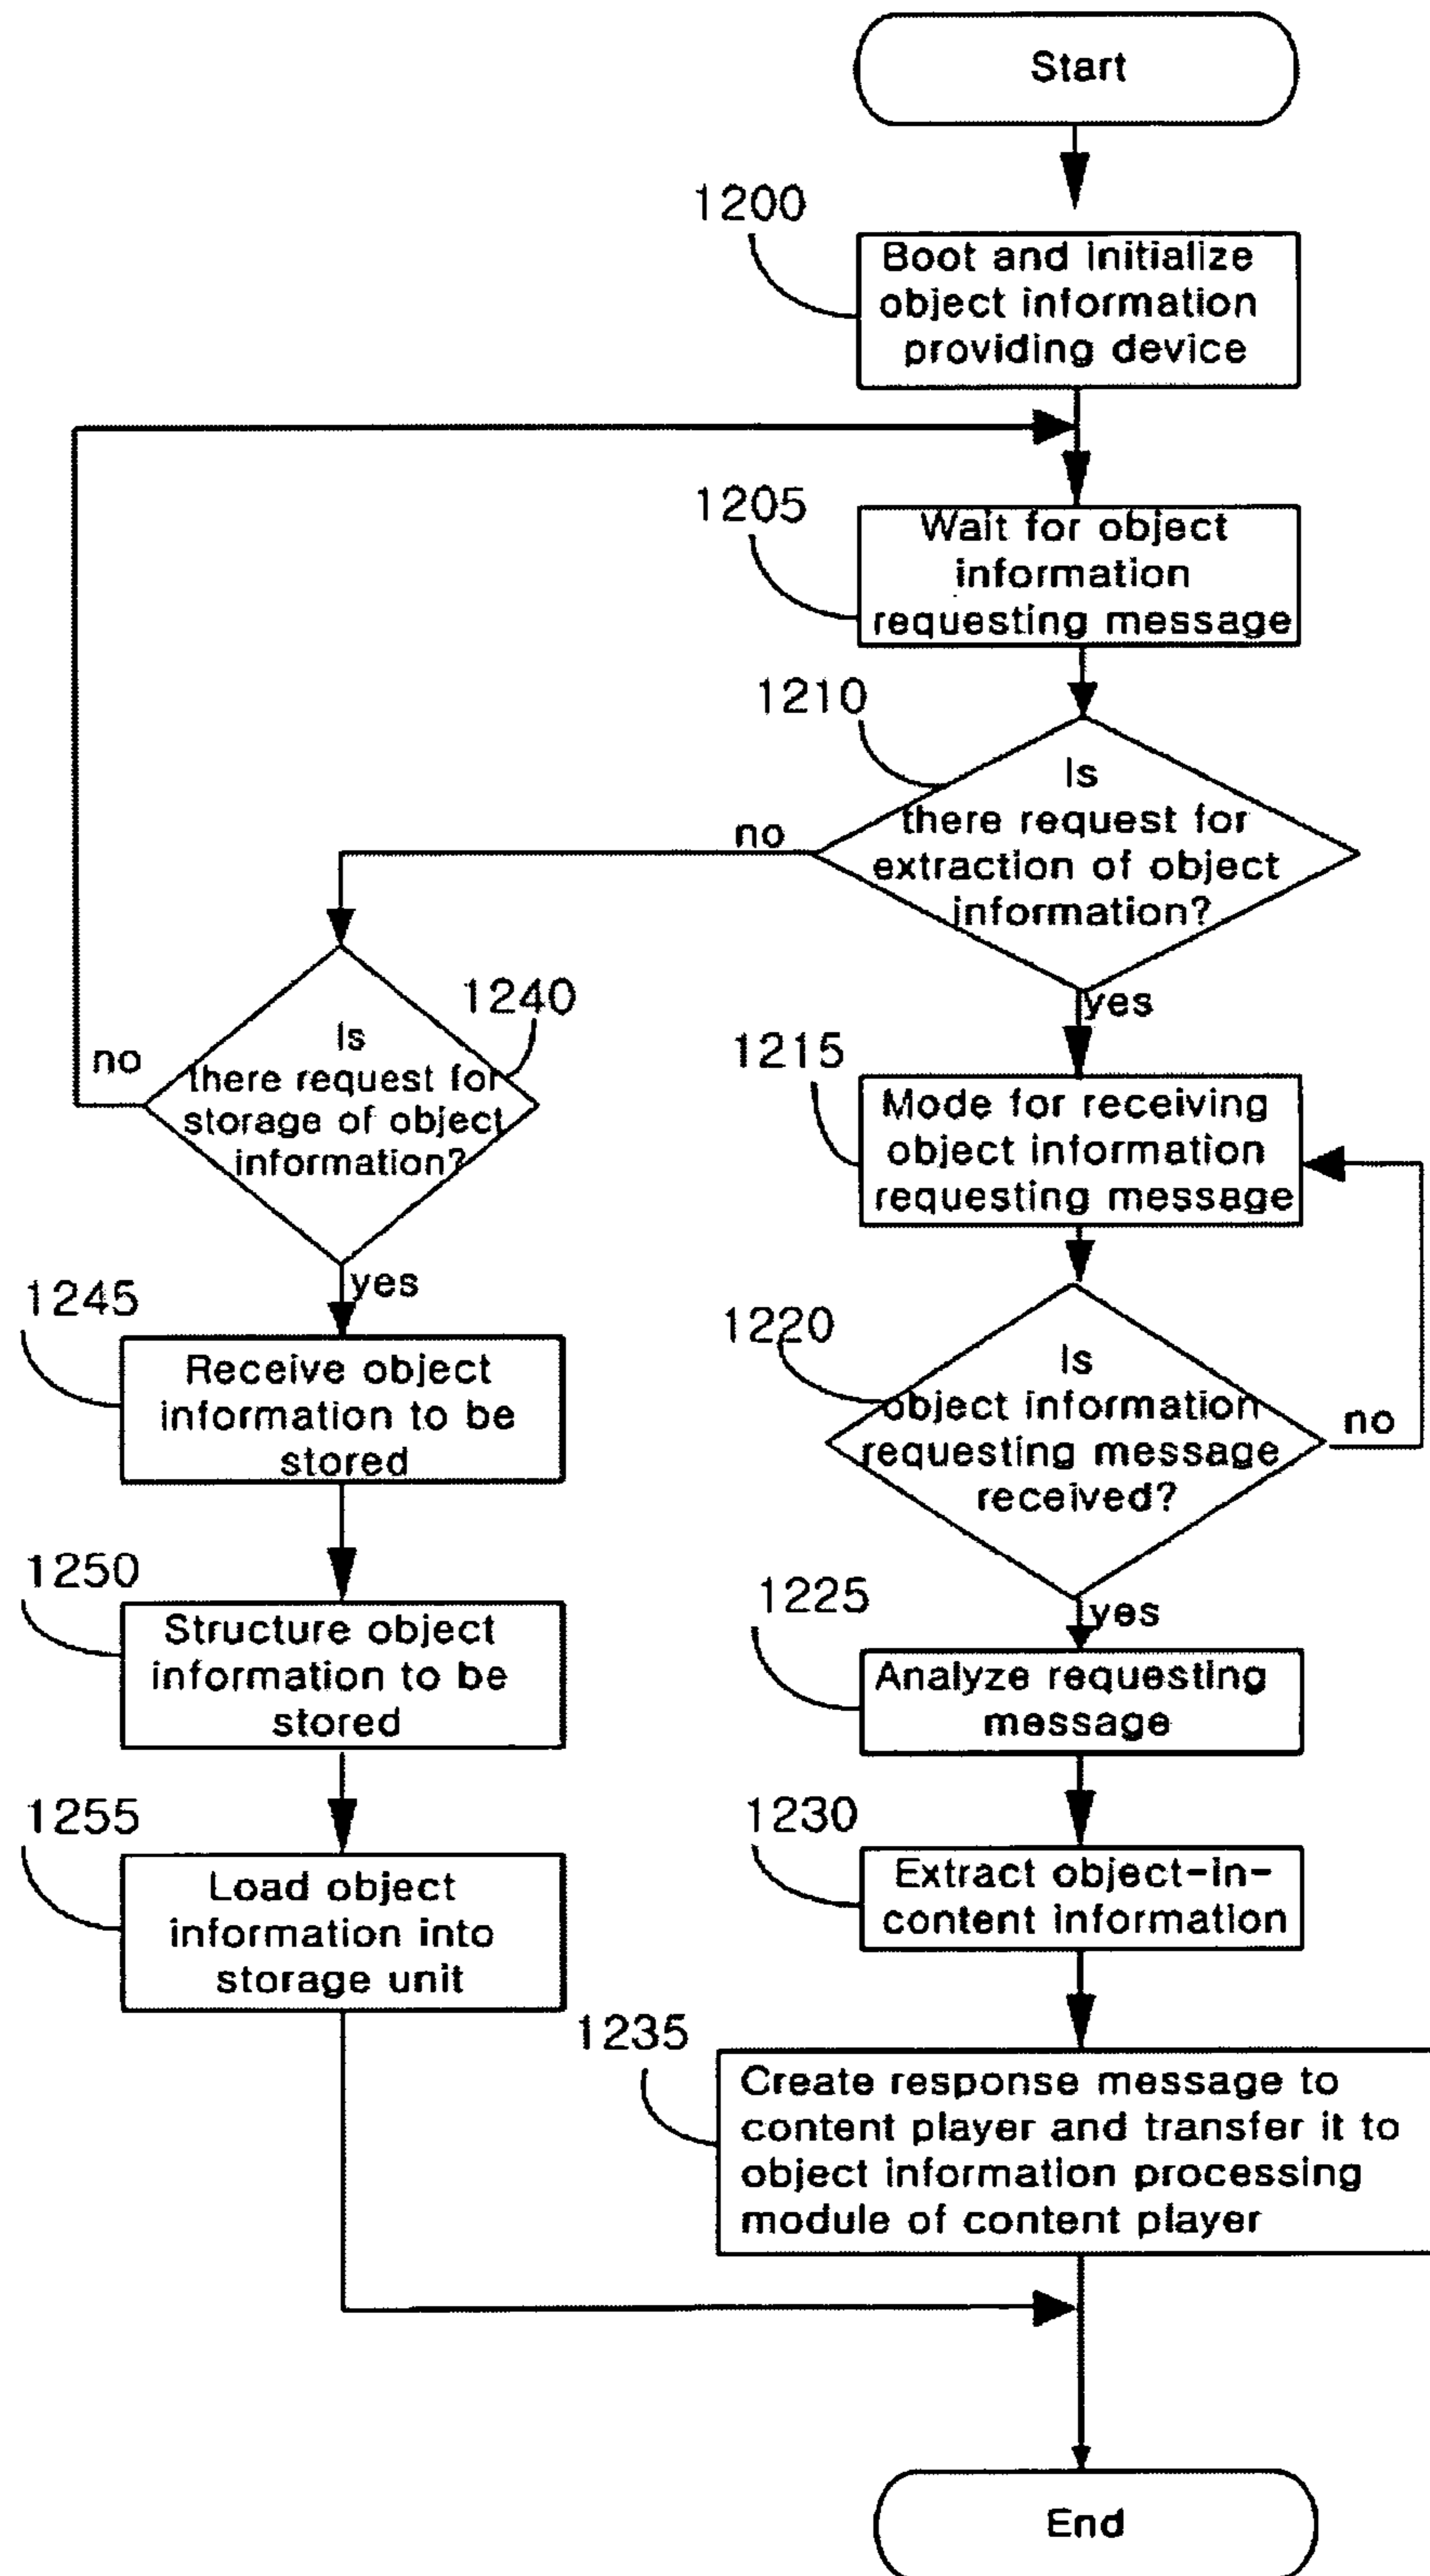 Start
1200
Boot and initialize
object information
providing device
1205
Wait for object
information
requesting message
1210
Is
there request for
extraction of object
information?
no
yes
1240
Is
there request for
storage of object
information?
no
yes
1215
Mode for receiving
object information
requesting message
1220
Is
object information
requesting message
received?
no
yes
1245
Receive object
information to be
stored
1250
Structure object
information to be
stored
1255
Load object
information into
storage unit
1225
Analyze requesting
message
1230
Extract object-in-
content information
1235
Create response message to
content player and transfer it to
object information processing
module of content player
End